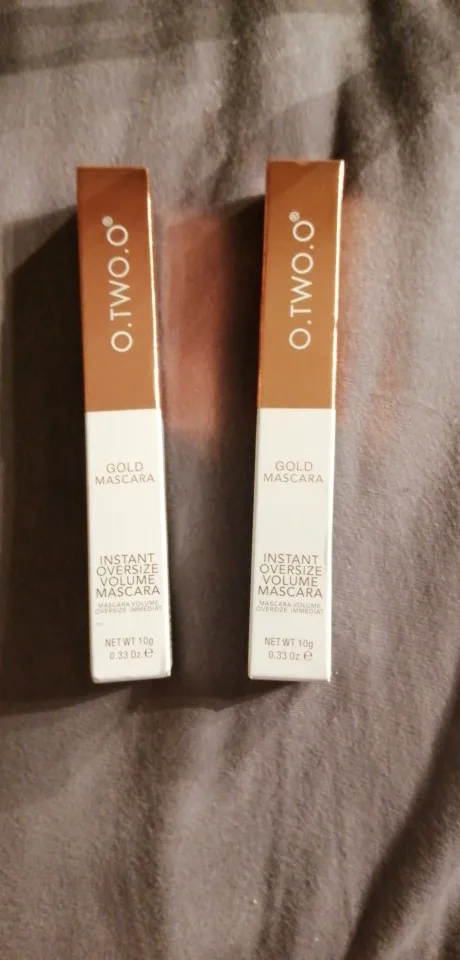 O.TWO.O®
GOLD
MASCARA
INSTANT
OVERSIZE
VOLUME
MASCARA
MASCARA VOLUME
OVERSIZE IMMEDIAT
NET WT 10g
0.33 Oz ℮
O.TWO.O®
GOLD
MASCARA
INSTANT
OVERSIZE
VOLUME
MASCARA
MASCARA VOLUME
OVERSIZE IMMEDIAT
NET WT 10g
0.33 Oz ℮